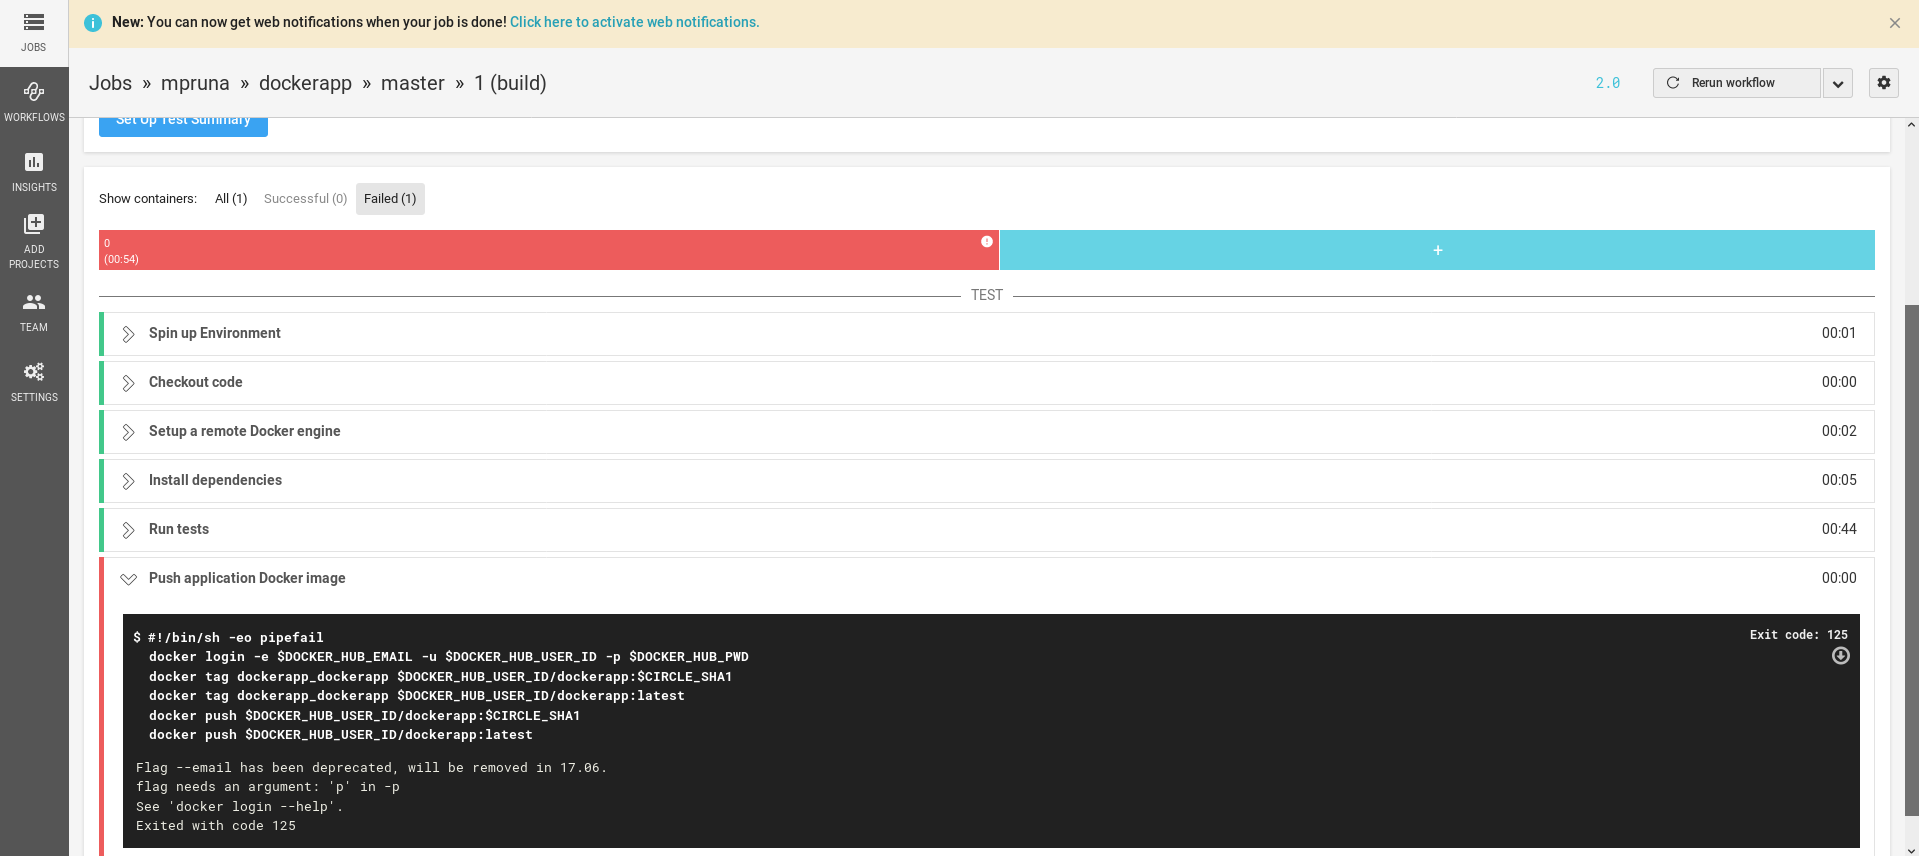 New: You can now get web notifications when your job is done! Click here to activate web notifications.
JOBS
Jobs » mpruna » dockerapp » master » 1 (build)
2.0
Rerun workflow
WORKFLOWS
Set Up Test Summary
INSIGHTS
Show containers: All (1) Successful (0) Failed (1)
ADD
PROJECTS
0
(00:54)
+
TEST
TEAM
Spin up Environment 00:01
Checkout code 00:00
SETTINGS
Setup a remote Docker engine 00:02
Install dependencies 00:05
Run tests 00:44
Push application Docker image 00:00
$ #!/bin/sh -eo pipefail
Exit code: 125
docker login -e $DOCKER_HUB_EMAIL -u $DOCKER_HUB_USER_ID -p $DOCKER_HUB_PWD
docker tag dockerapp_dockerapp $DOCKER_HUB_USER_ID/dockerapp:$CIRCLE_SHA1
docker tag dockerapp_dockerapp $DOCKER_HUB_USER_ID/dockerapp:latest
docker push $DOCKER_HUB_USER_ID/dockerapp:$CIRCLE_SHA1
docker push $DOCKER_HUB_USER_ID/dockerapp:latest
Flag --email has been deprecated, will be removed in 17.06.
flag needs an argument: 'p' in -p
See 'docker login --help'.
Exited with code 125